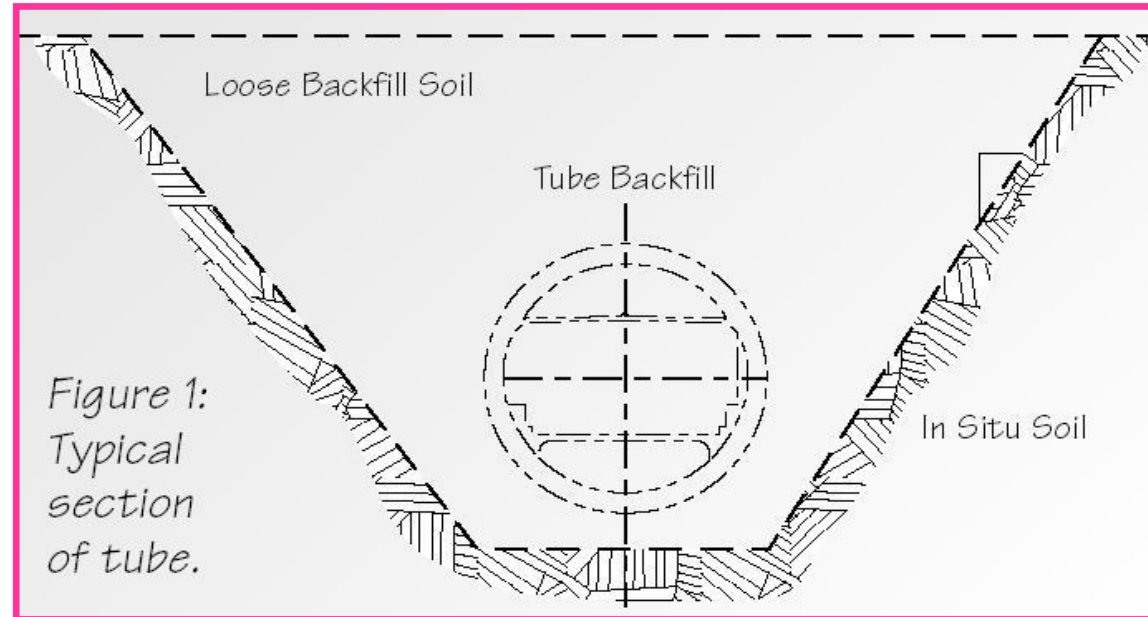 Loose Backfill Soil
Tube Backfill
In Situ Soil
Figure 1:
Typical
section
of tube.